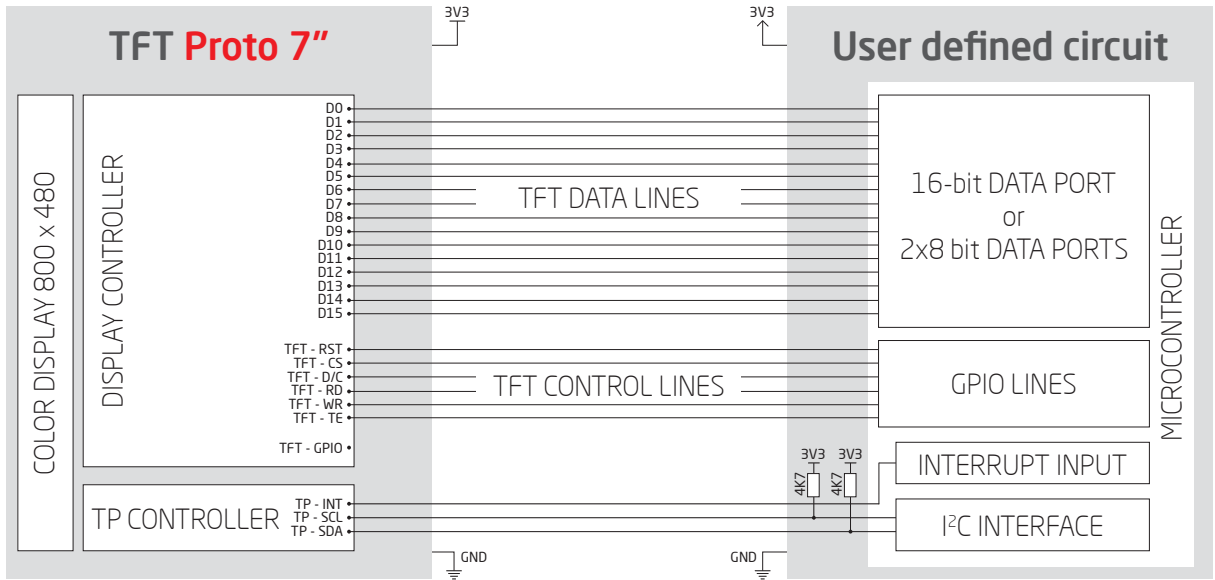 TFT Proto 7”
3V3
3V3
User defined circuit
COLOR DISPLAY 800 x 480
DISPLAY CONTROLLER
D0
D1
D2
D3
D4
D5
D6
D7
D8
D9
D10
D11
D12
D13
D14
D15
TFT DATA LINES
16-bit DATA PORT
or
2x8 bit DATA PORTS
MICROCONTROLLER
TFT - RST
TFT - CS
TFT - D/C
TFT - RD
TFT - WR
TFT - TE
TFT - GPIO
TFT CONTROL LINES
GPIO LINES
3V3
3V3
4K7
4K7
INTERRUPT INPUT
TP CONTROLLER
TP - INT
TP - SCL
TP - SDA
I²C INTERFACE
GND
GND